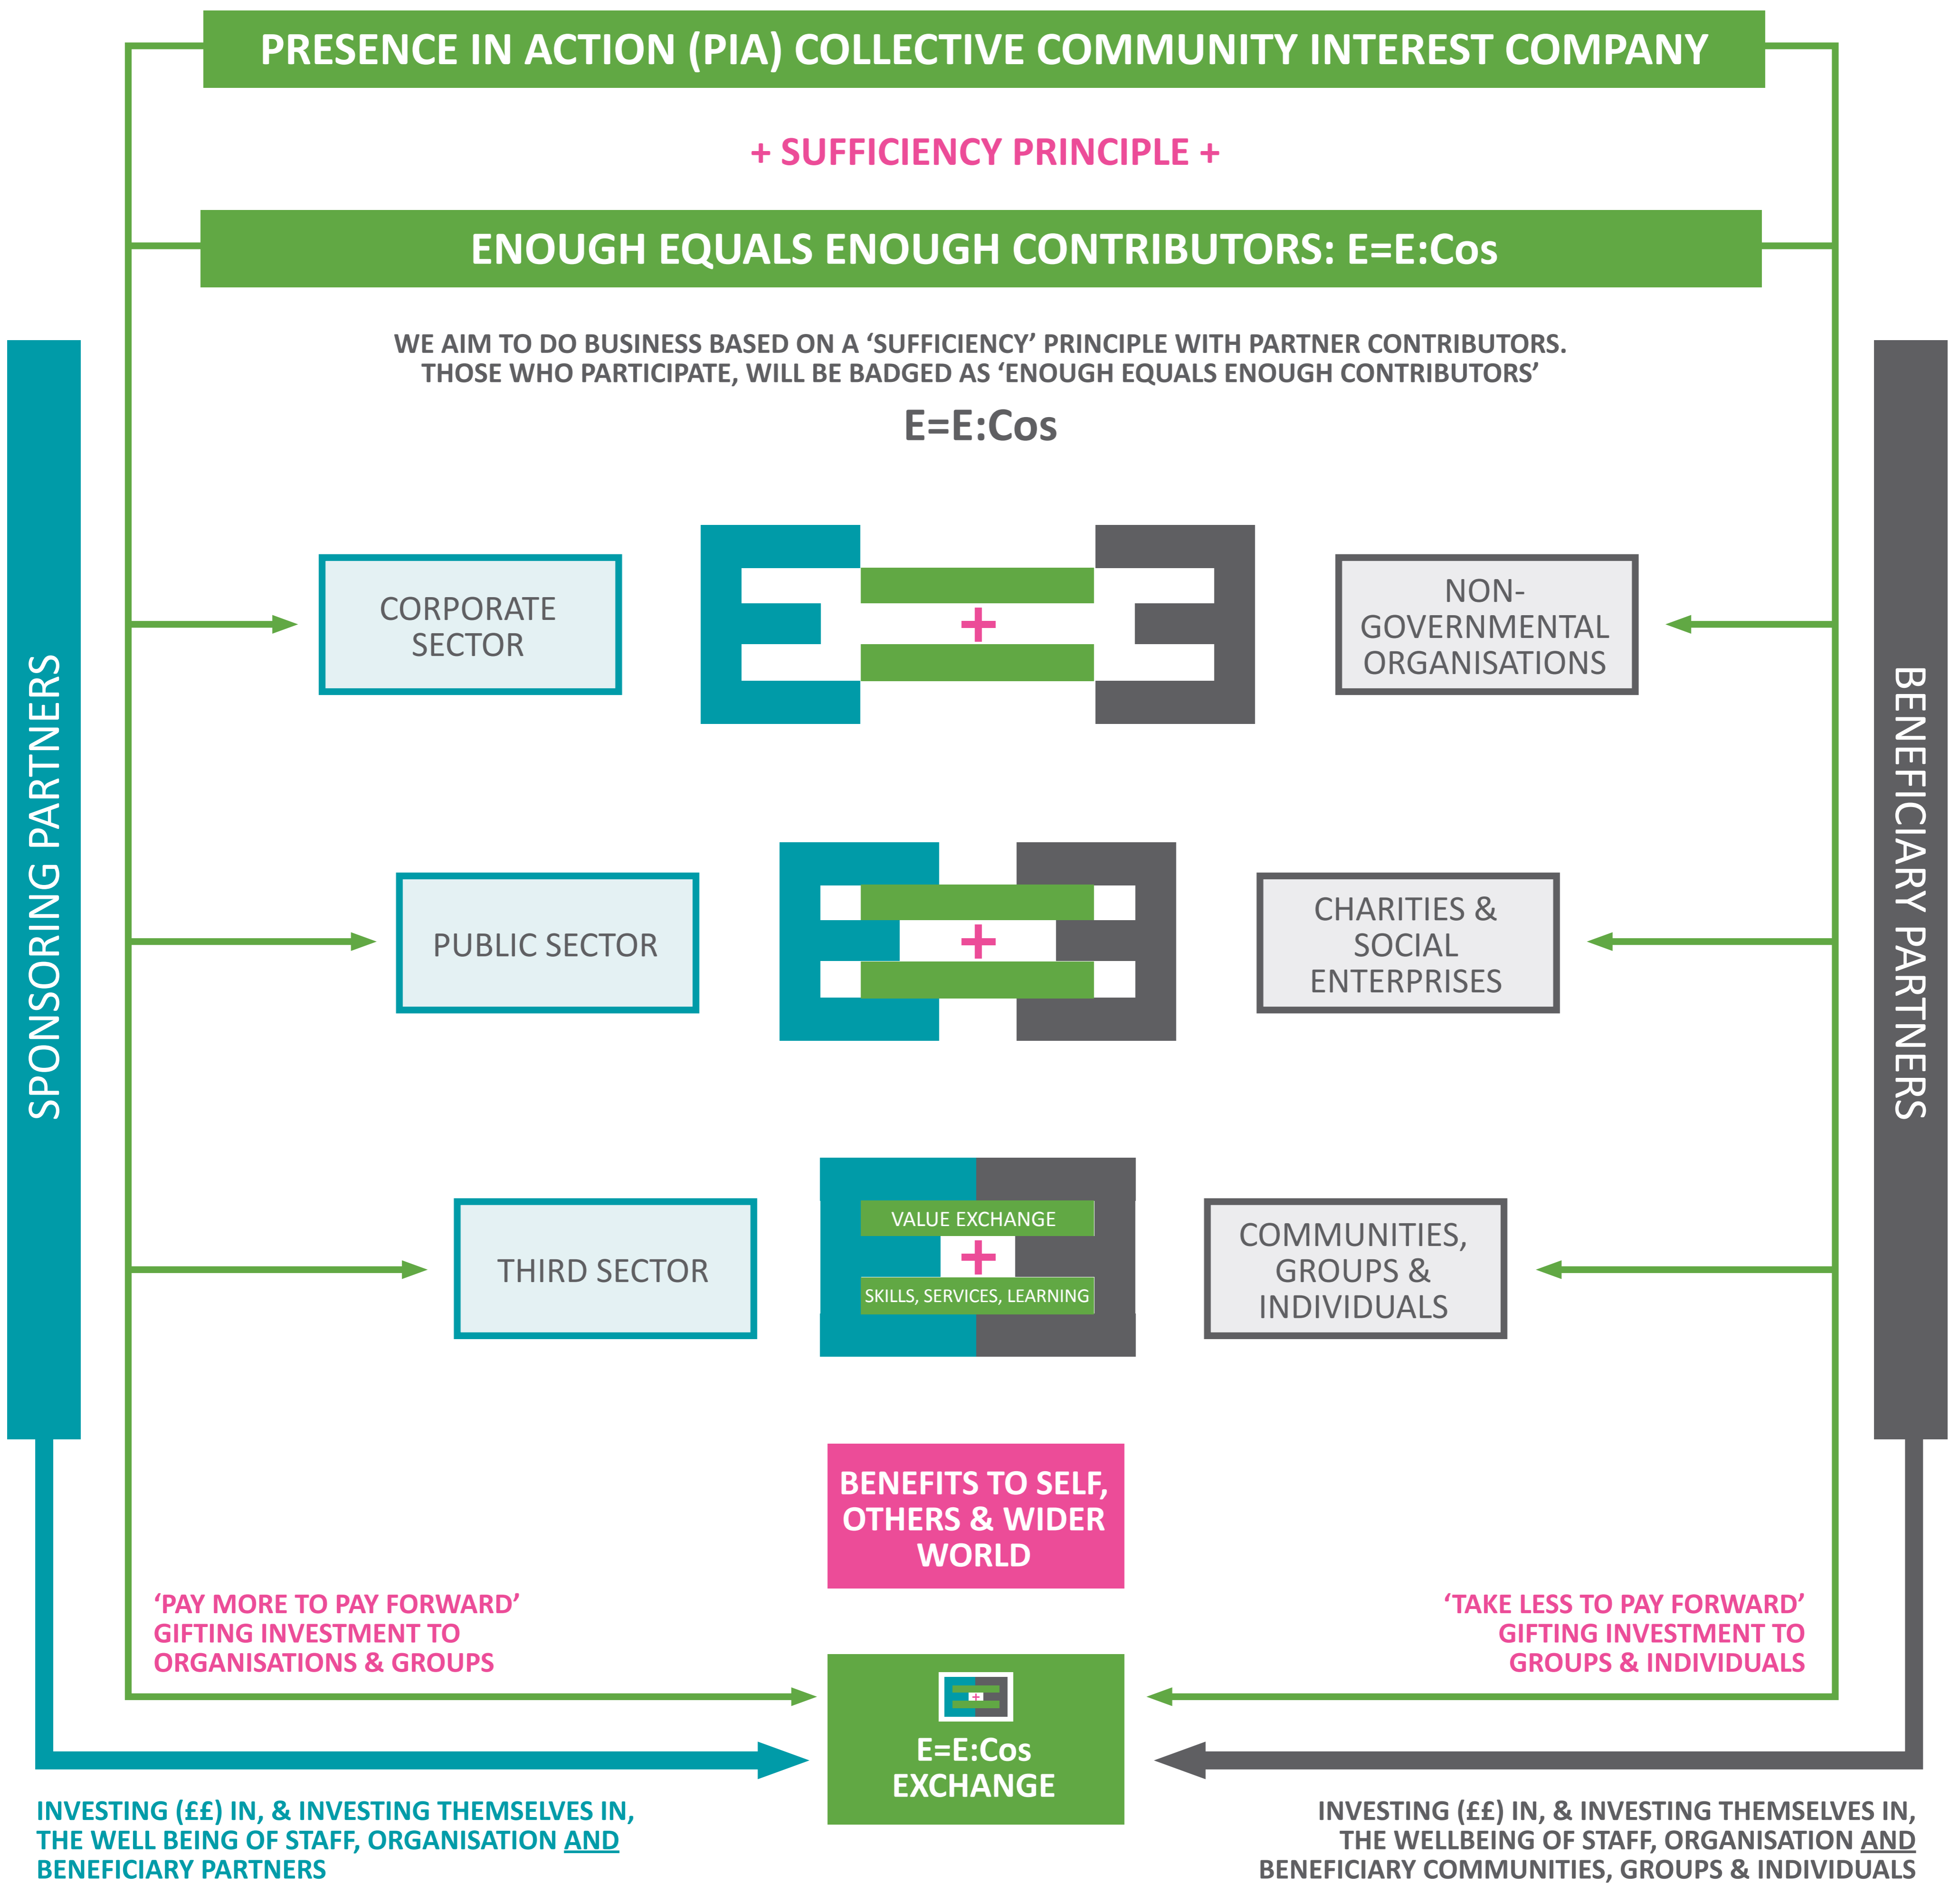 PRESENCE IN ACTION (PIA) COLLECTIVE COMMUNITY INTEREST COMPANY
+ SUFFICIENCY PRINCIPLE +
ENOUGH EQUALS ENOUGH CONTRIBUTORS: E=E:Cos
WE AIM TO DO BUSINESS BASED ON A ‘SUFFICIENCY’ PRINCIPLE WITH PARTNER CONTRIBUTORS.
THOSE WHO PARTICIPATE, WILL BE BADGED AS ‘ENOUGH EQUALS ENOUGH CONTRIBUTORS’
E=E:Cos
SPONSORING PARTNERS
CORPORATE
SECTOR
+
NON-
GOVERNMENTAL
ORGANISATIONS
BENEFICIARY PARTNERS
PUBLIC SECTOR
+
CHARITIES &
SOCIAL
ENTERPRISES
THIRD SECTOR
VALUE EXCHANGE
+
SKILLS, SERVICES, LEARNING
COMMUNITIES,
GROUPS &
INDIVIDUALS
BENEFITS TO SELF,
OTHERS & WIDER
WORLD
‘PAY MORE TO PAY FORWARD’
GIFTING INVESTMENT TO
ORGANISATIONS & GROUPS
‘TAKE LESS TO PAY FORWARD’
GIFTING INVESTMENT TO
GROUPS & INDIVIDUALS
+
E=E:Cos
EXCHANGE
INVESTING (££) IN, & INVESTING THEMSELVES IN,
THE WELL BEING OF STAFF, ORGANISATION AND
BENEFICIARY PARTNERS
INVESTING (££) IN, & INVESTING THEMSELVES IN,
THE WELLBEING OF STAFF, ORGANISATION AND
BENEFICIARY COMMUNITIES, GROUPS & INDIVIDUALS